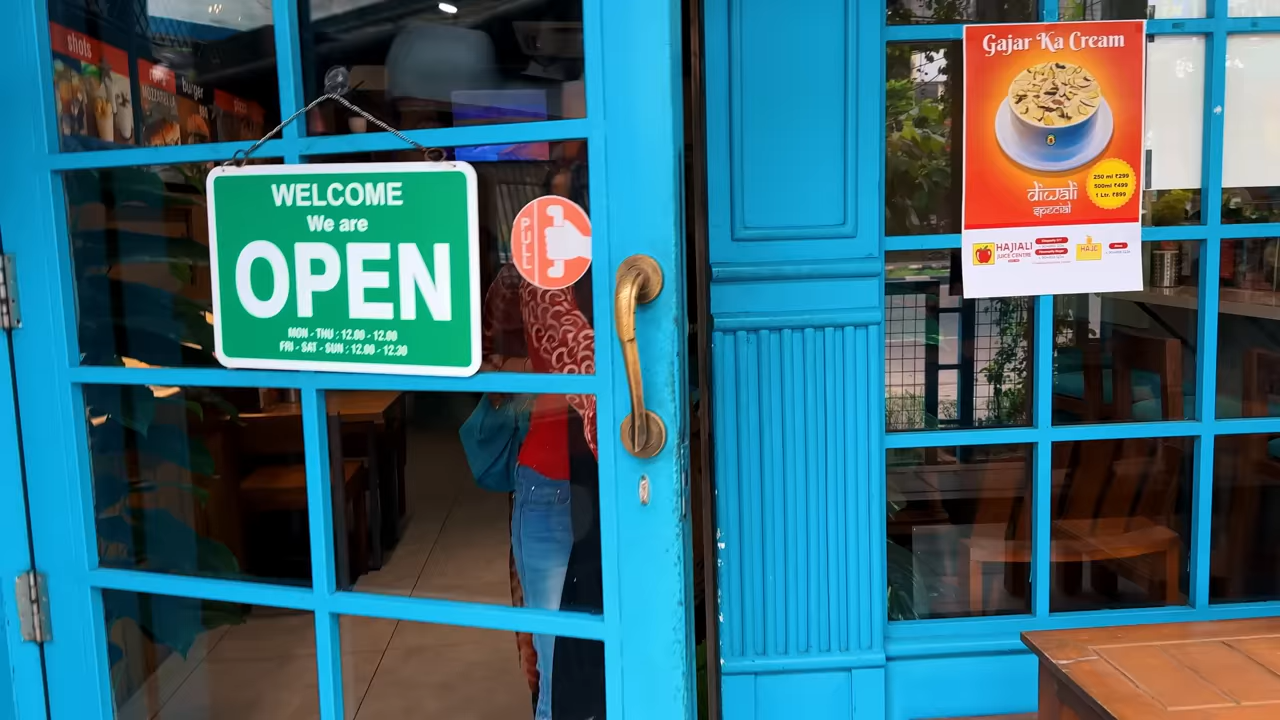 shots
burger
MOZZARELLA
WELCOME
We are
OPEN
MON - THU : 12.00 - 12.00
FRI - SAT - SUN : 12.00 - 12.30
PULL
Gajar Ka Cream
250 ml ₹299
500ml ₹499
1 Ltr. ₹899
diwali
special
HAJIALI
JUICE CENTRE